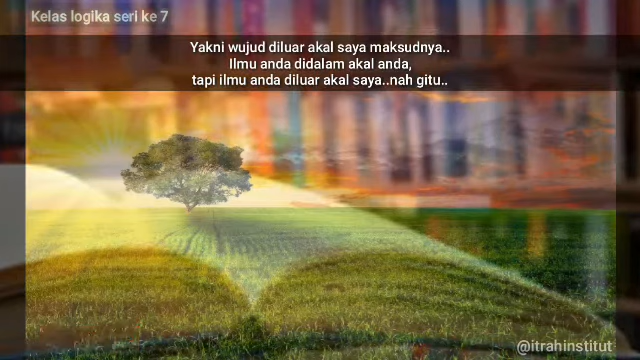 Kelas logika seri ke 7
Yakni wujud diluar akal saya maksudnya..
Ilmu anda didalam akal anda,
tapi ilmu anda diluar akal saya..nah gitu..
@itrahinstitut